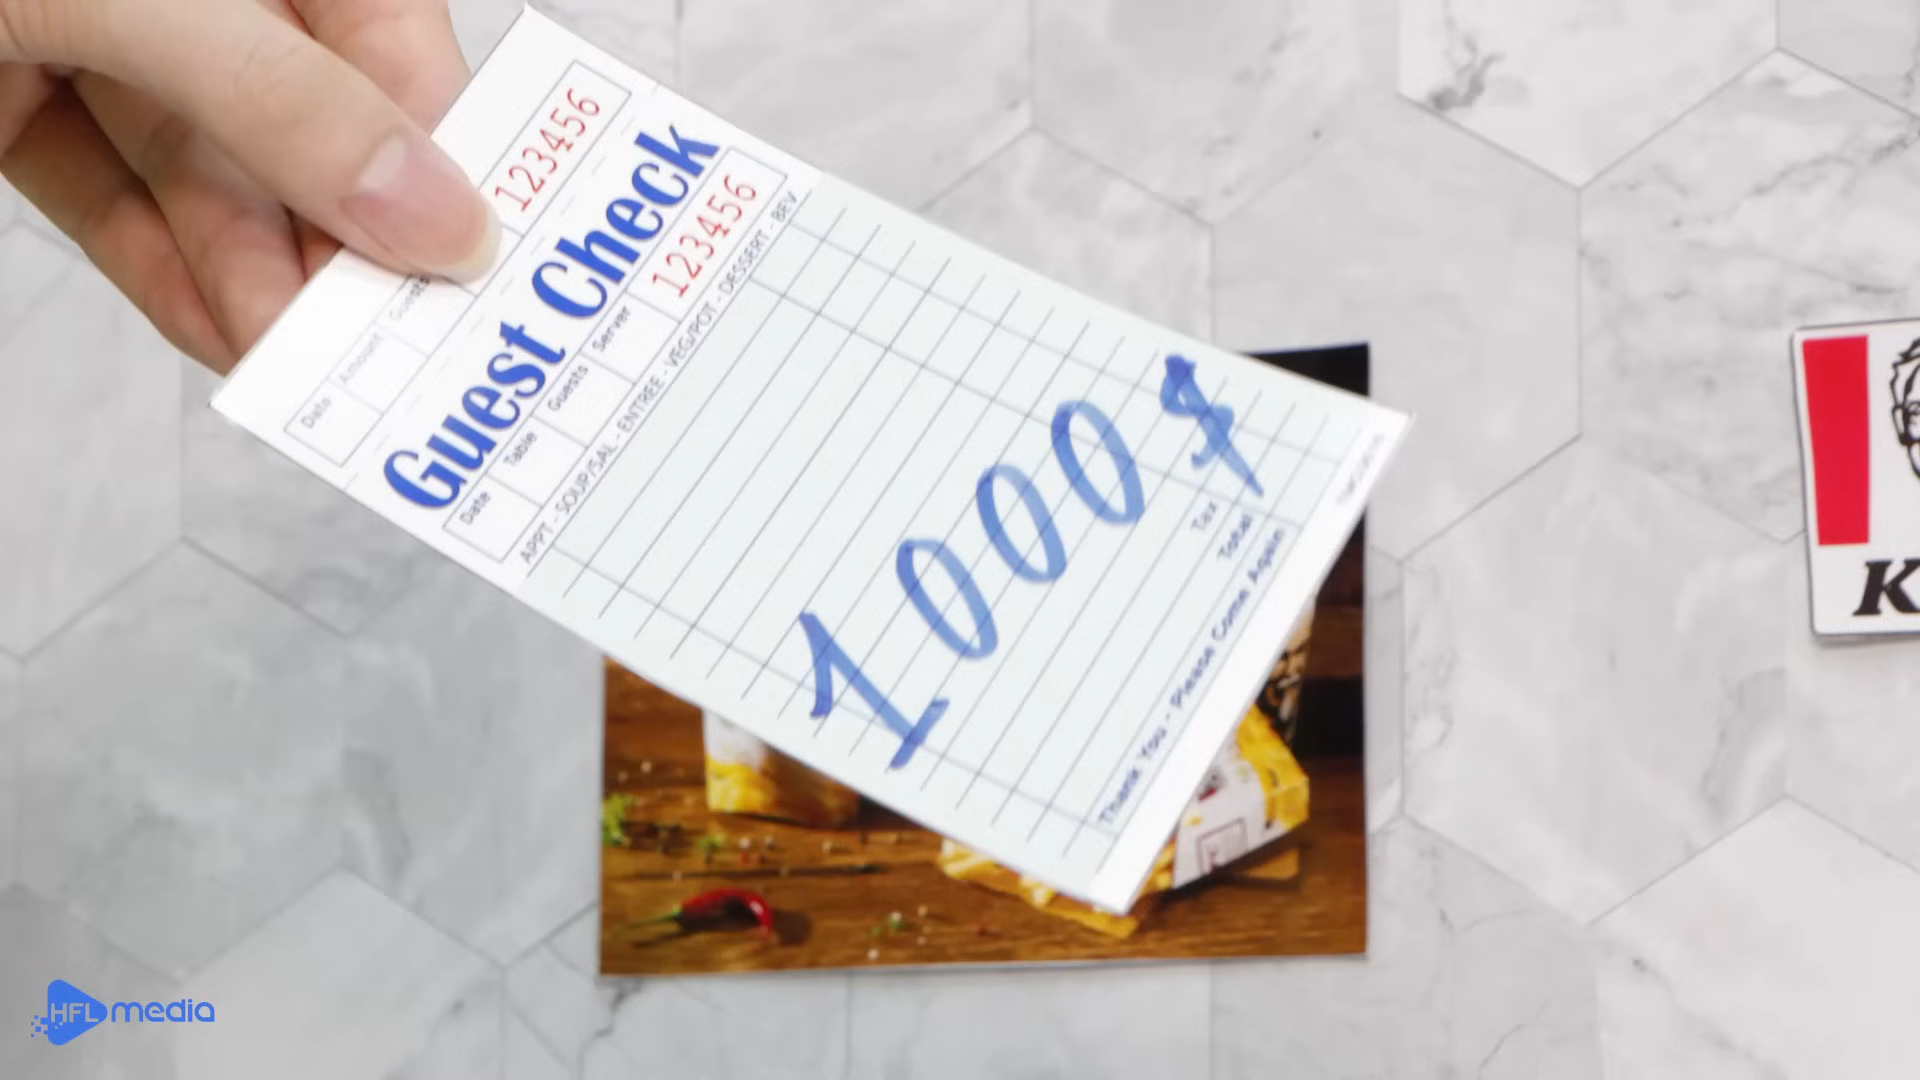 123456
Guests
Amount
Date
Guest Check
123456
Server
Guests
Table
Date
APPT - SOUP/SAL - ENTREE - VEG/POT - DESSERT - BEV
1000$
Tax
Total
Thank You - Please Come Again
K
HFL media